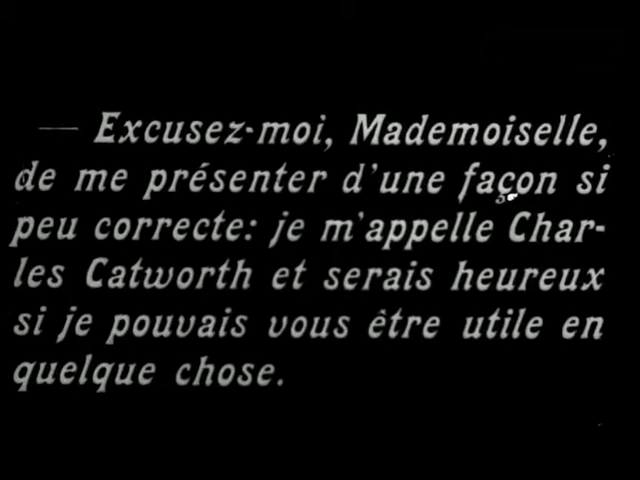 — Excusez-moi, Mademoiselle,
de me présenter d'une façon si
peu correcte: je m'appelle Char-
les Catworth et serais heureux
si je pouvais vous être utile en
quelque chose.